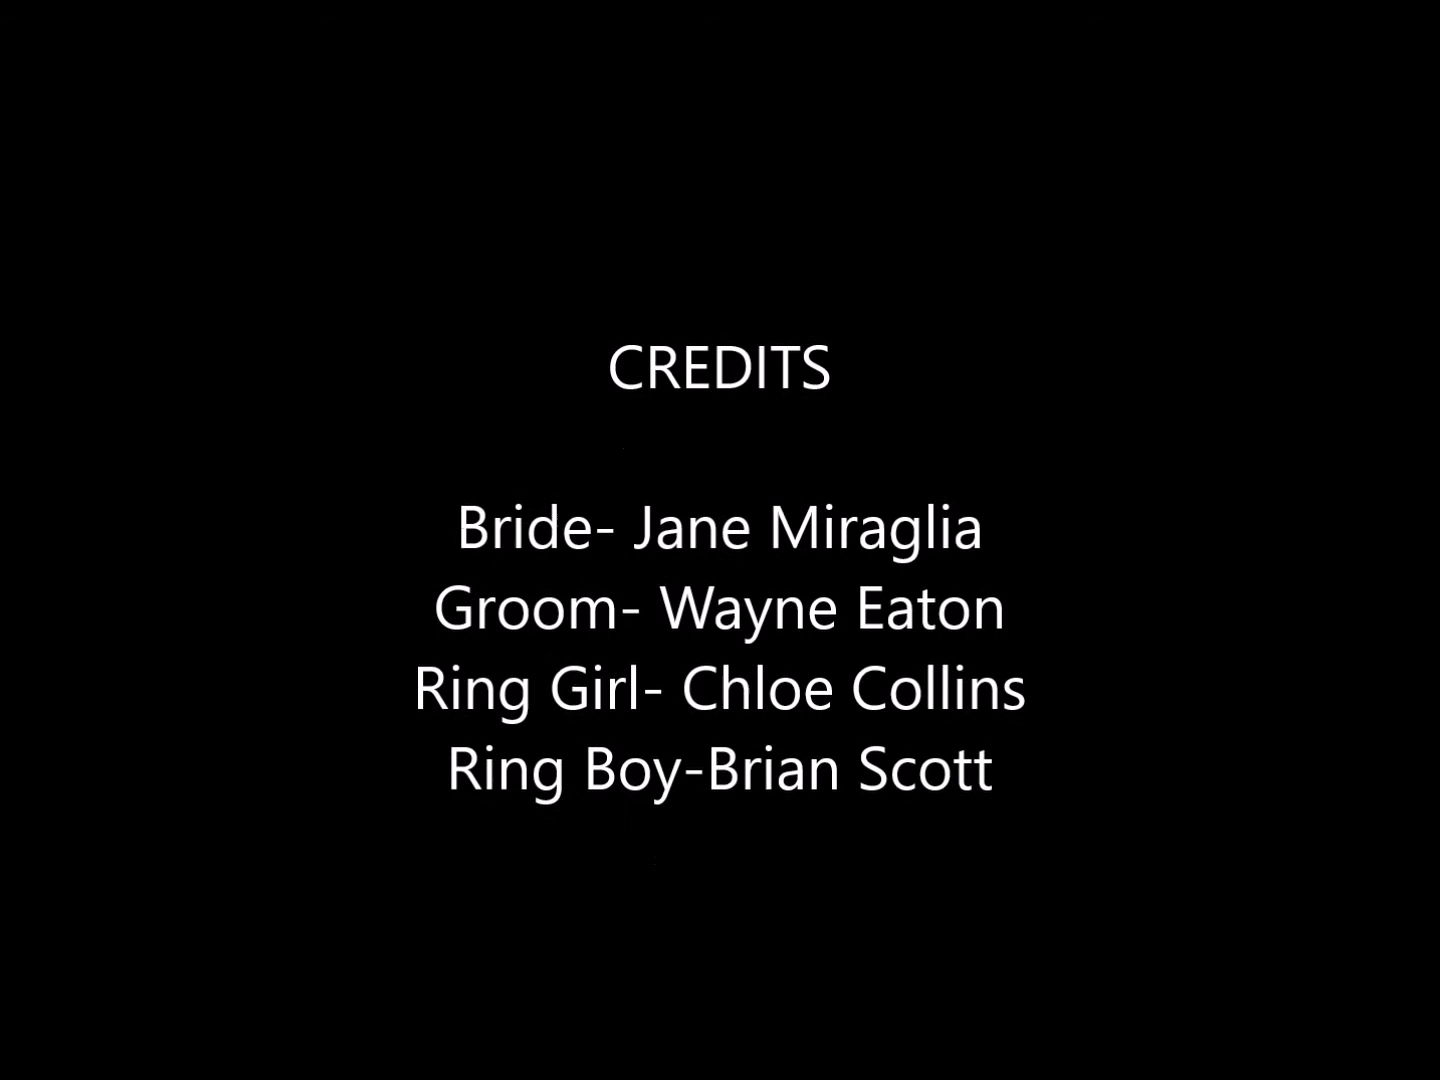 CREDITS
Bride- Jane Miraglia
Groom- Wayne Eaton
Ring Girl- Chloe Collins
Ring Boy-Brian Scott